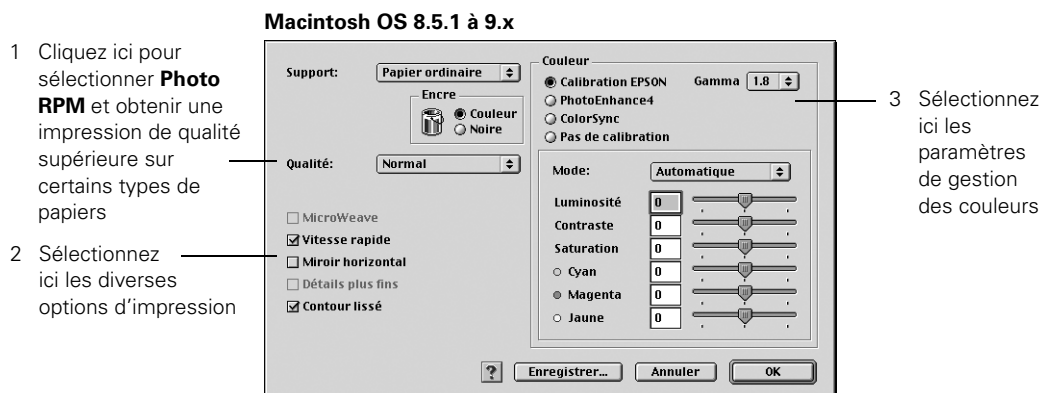 Macintosh OS 8.5.1 à 9.x
1 Cliquez ici pour
sélectionner Photo
RPM et obtenir une
impression de qualité
supérieure sur
certains types de
papiers
2 Sélectionnez
ici les diverses
options d'impression
Support: Papier ordinaire
Encre
Couleur
Noire
Qualité: Normal
MicroWeave
Vitesse rapide
Miroir horizontal
Détails plus fins
Contour lissé
Couleur
Calibration EPSON Gamma 1.8
PhotoEnhance4
ColorSync
Pas de calibration
Mode: Automatique
Luminosité 0
Contraste 0
Saturation 0
Cyan 0
Magenta 0
Jaune 0
? Enregistrer... Annuler OK
3 Sélectionnez
ici les
paramètres
de gestion
des couleurs